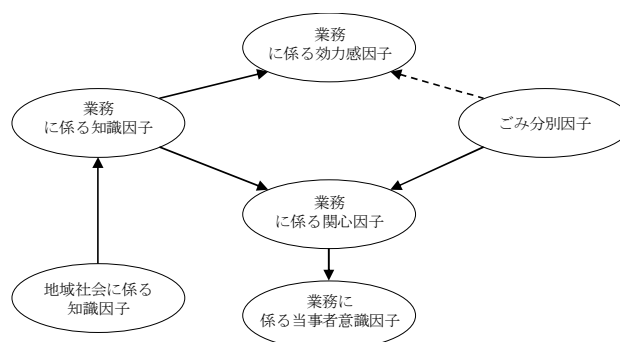 業務
に係る効力感因子
業務
に係る知識因子
ごみ分別因子
業務
に係る関心因子
地域社会に係る
知識因子
業務に
係る当事者意識因子